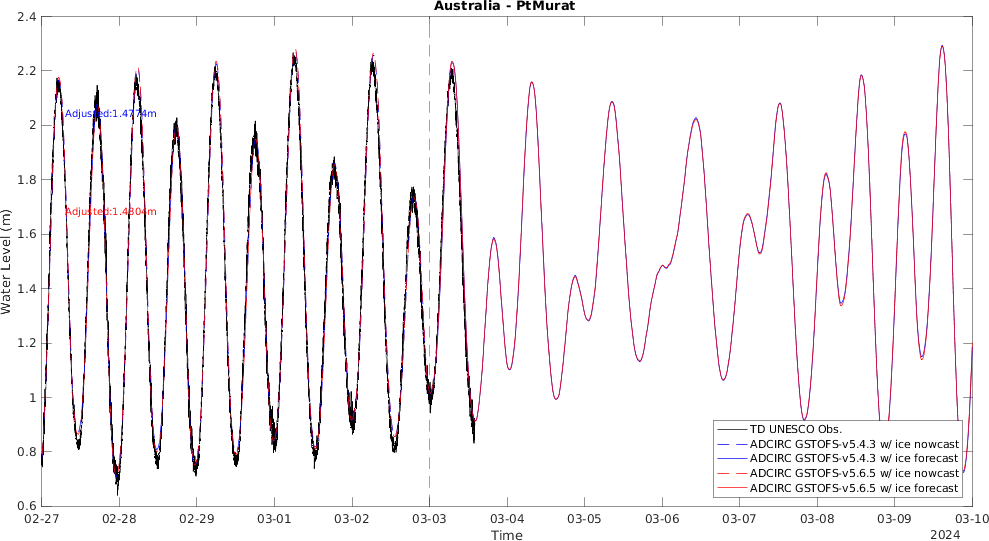 Australia - PtMurat
2.4
2.2
2
1.8
1.6
1.4
1.2
1
0.8
0.6
Water Level (m)
Adjusted:1.4774m
Adjusted:1.4304m
TD UNESCO Obs.
ADCIRC GSTOFS-v5.4.3 w/ ice nowcast
ADCIRC GSTOFS-v5.4.3 w/ ice forecast
ADCIRC GSTOFS-v5.6.5 w/ ice nowcast
ADCIRC GSTOFS-v5.6.5 w/ ice forecast
02-27 02-28 02-29 03-01 03-02 03-03 03-04 03-05 03-06 03-07 03-08 03-09 03-10
Time
2024